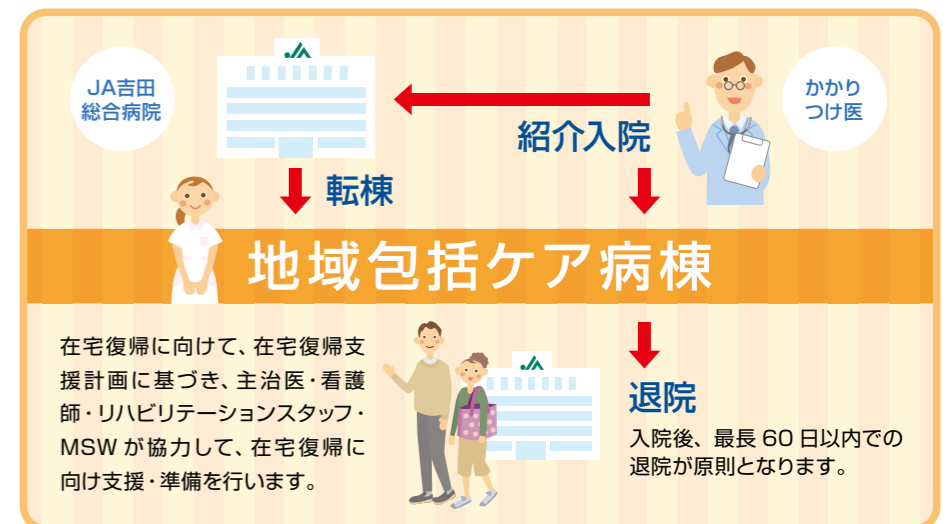 JA吉田
総合病院
JA
かかり
つけ医
紹介入院
転棟
地域包括ケア病棟
在宅復帰に向けて、在宅復帰支
援計画に基づき、主治医・看護
師・リハビリテーションスタッフ・
MSWが協力して、在宅復帰に
向け支援・準備を行います。
JA
退院
入院後、最長60日以内での
退院が原則となります。